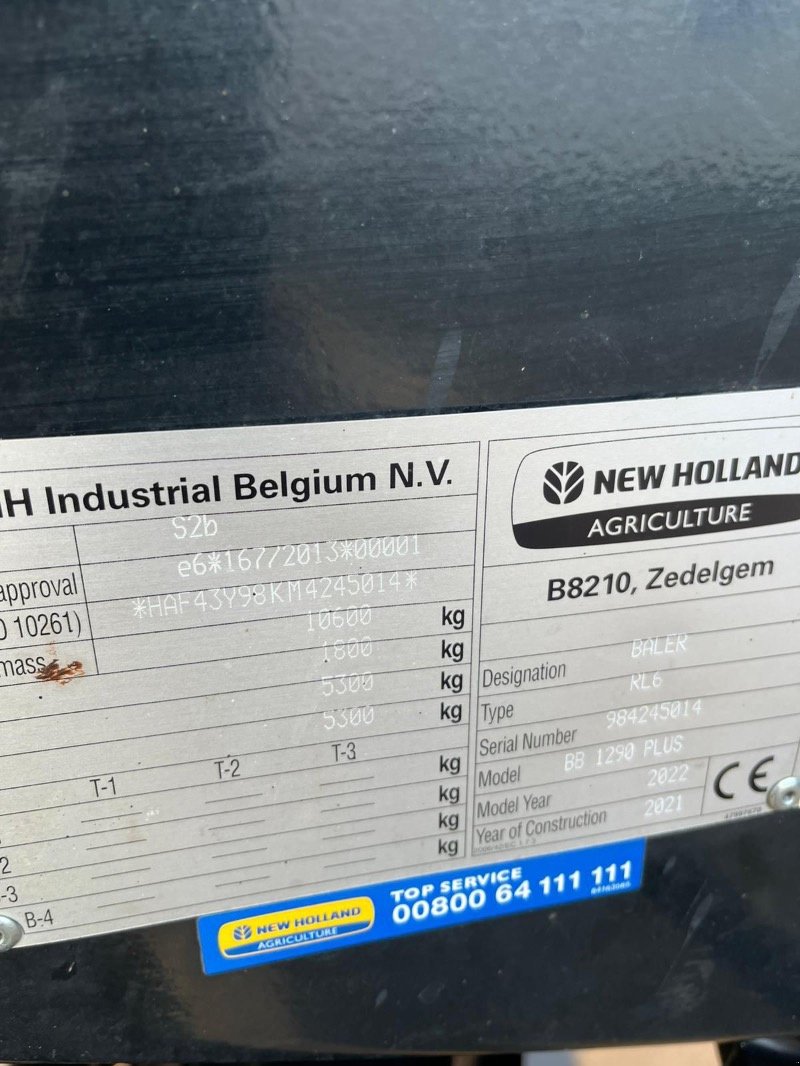 IH Industrial Belgium N.V.
S2b
approval e6*167/2013*00001
O 10261) *HAF43Y98KM4245014*
mass 10600 kg
1800 kg
5300 kg
5300 kg
T-1 T-2 T-3 kg
kg
2 kg
-3 kg
B-4
NEW HOLLAND
AGRICULTURE
B8210, Zedelgem
Designation BALER
Type RL6
Serial Number 984245014
Model BB 1290 PLUS
Model Year 2022
Year of Construction 2021
CE
NEW HOLLAND
AGRICULTURE
TOP SERVICE
00800 64 111 111